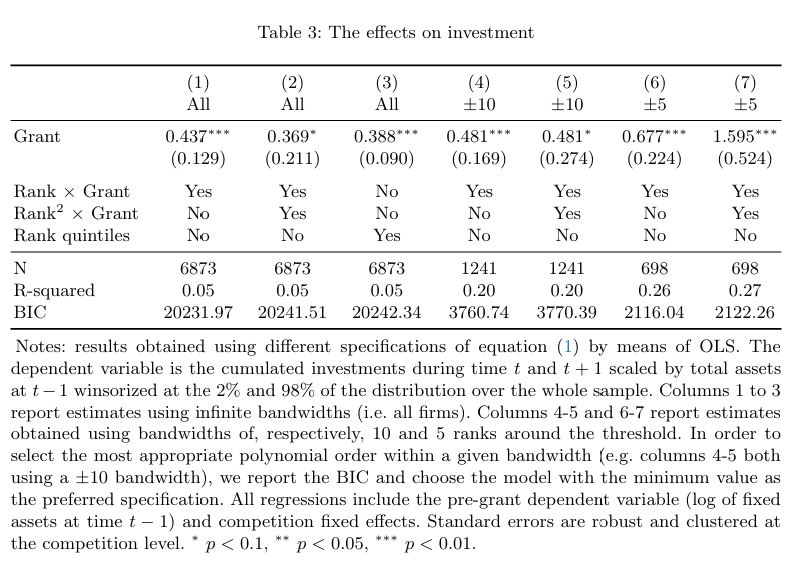 Table 3: The effects on investment
(1) (2) (3) (4) (5) (6) (7)
All All All ±10 ±10 ±5 ±5
Grant 0.437*** 0.369* 0.388*** 0.481*** 0.481* 0.677*** 1.595***
(0.129) (0.211) (0.090) (0.169) (0.274) (0.224) (0.524)
Rank × Grant Yes Yes No Yes Yes Yes Yes
Rank² × Grant No Yes No No Yes No Yes
Rank quintiles No No Yes No No No No
N 6873 6873 6873 1241 1241 698 698
R-squared 0.05 0.05 0.05 0.20 0.20 0.26 0.27
BIC 20231.97 20241.51 20242.34 3760.74 3770.39 2116.04 2122.26
Notes: results obtained using different specifications of equation (1) by means of OLS. The
dependent variable is the cumulated investments during time t and t + 1 scaled by total assets
at t − 1 winsorized at the 2% and 98% of the distribution over the whole sample. Columns 1 to 3
report estimates using infinite bandwidths (i.e. all firms). Columns 4-5 and 6-7 report estimates
obtained using bandwidths of, respectively, 10 and 5 ranks around the threshold. In order to
select the most appropriate polynomial order within a given bandwidth (e.g. columns 4-5 both
using a ±10 bandwidth), we report the BIC and choose the model with the minimum value as
the preferred specification. All regressions include the pre-grant dependent variable (log of fixed
assets at time t − 1) and competition fixed effects. Standard errors are robust and clustered at
the competition level. * p < 0.1, ** p < 0.05, *** p < 0.01.